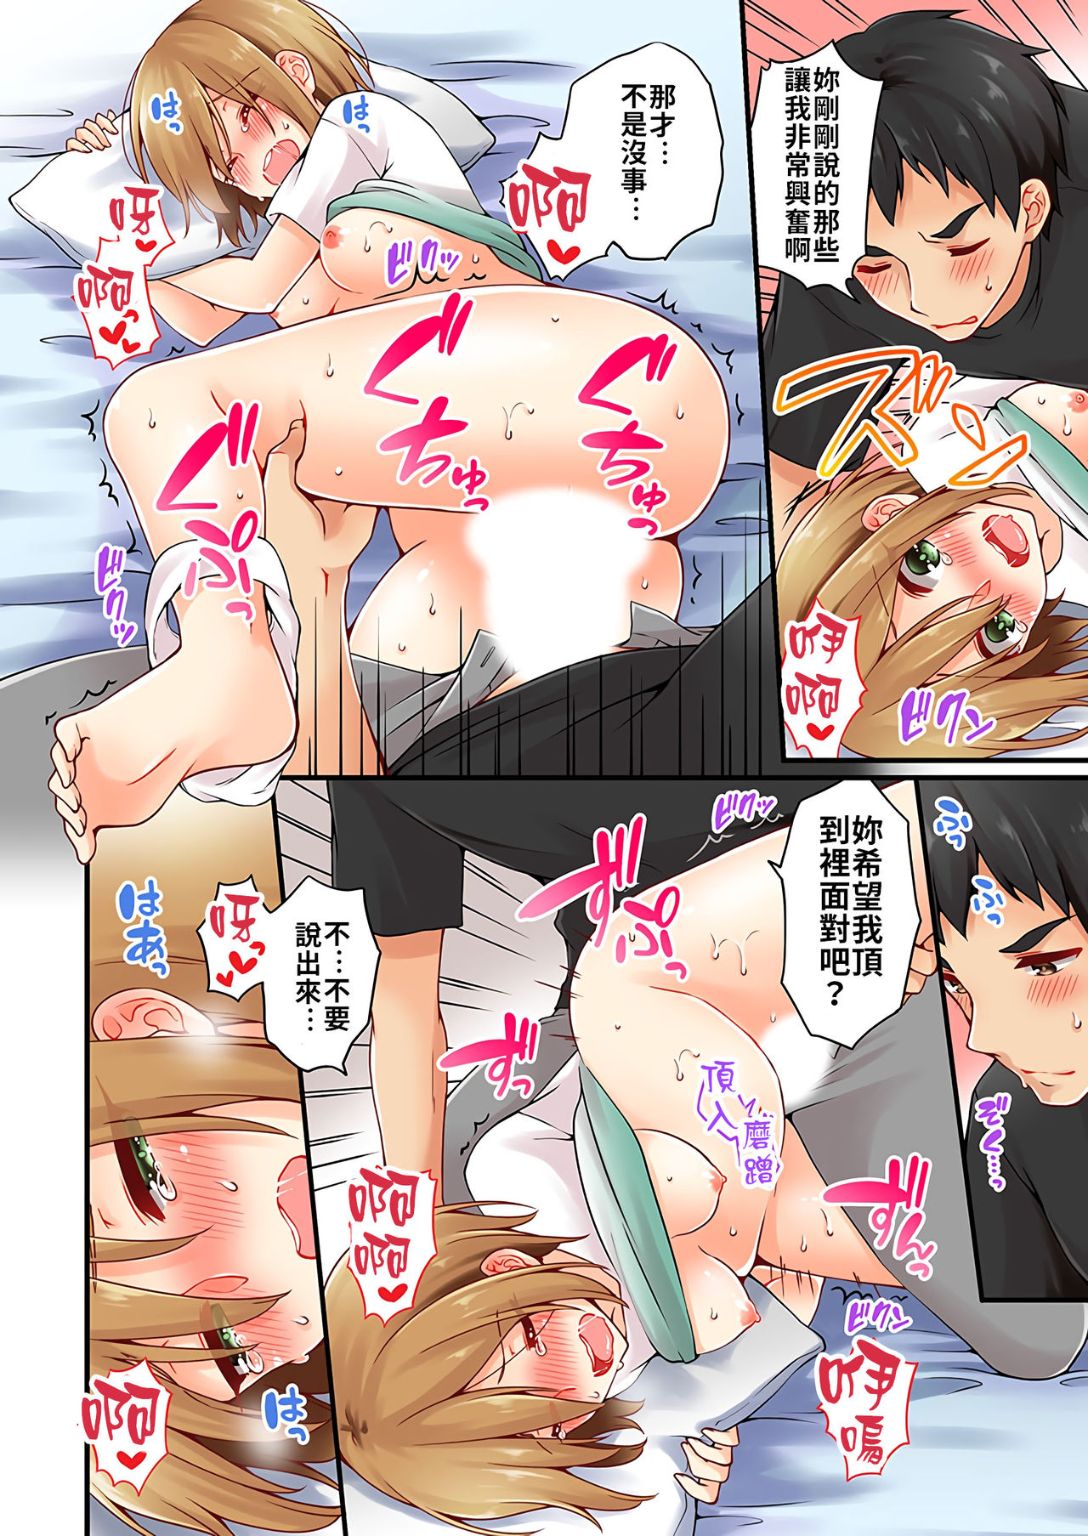 妳剛剛說的那些
讓我非常興奮啊
ズン
咿
啊♥
ビクン
那才…
不是沒事…
啊♥
はっ
はっ
呀♥
啊♥♥
ビクッ
ぐちゅっ
ぐちゅっ
ぐぷっ
ビクッ
ふっ
ふっ
妳希望我頂
到裡面對吧？
ぞく…っ
ビクッ
ずぷっ
ずっ
頂入
磨蹭
ずんっ
ビクン
咿
嗚
啊
啊♥
不…不要
說出來…
呀っ♥♥
はあっ
はっ
啊♥